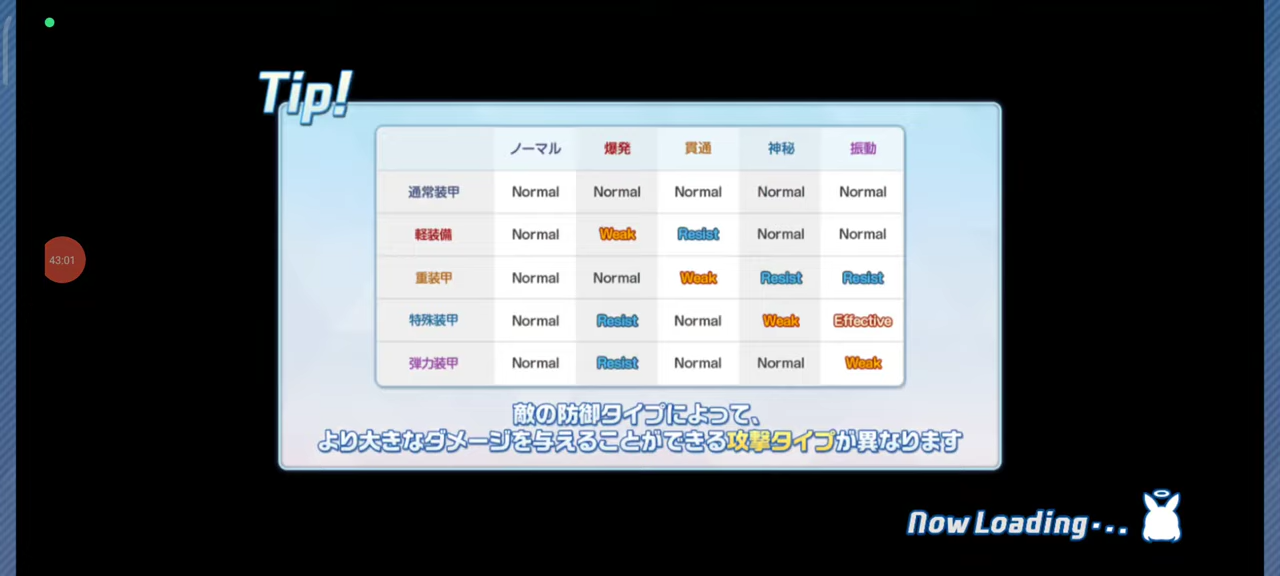 Tip!
ノーマル 爆発 貫通 神秘 振動
通常装甲 Normal Normal Normal Normal Normal
軽装備 Normal Weak Resist Normal Normal
重装甲 Normal Normal Weak Resist Resist
特殊装甲 Normal Resist Normal Weak Effective
弾力装甲 Normal Resist Normal Normal Weak
敵の防御タイプによって、
より大きなダメージを与えることができる攻撃タイプが異なります
43:01
Now Loading...